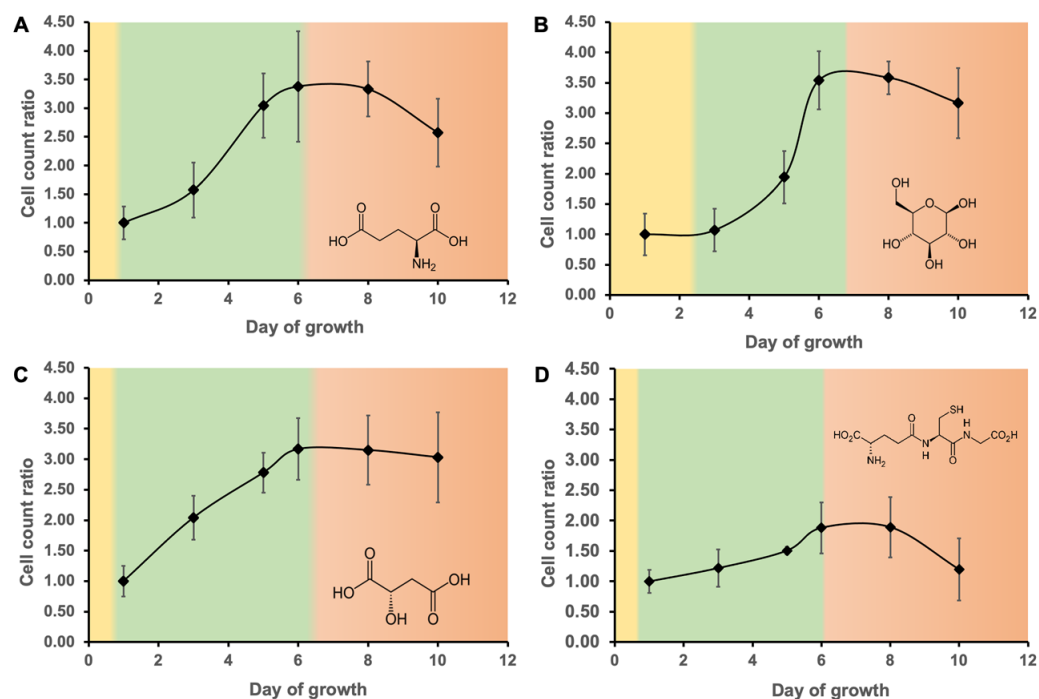 A
Cell count ratio
4.50
4.00
3.50
3.00
2.50
2.00
1.50
1.00
0.50
0.00
0 2 4 6 8 10 12
Day of growth
O O
HO OH
NH2
B
Cell count ratio
4.50
4.00
3.50
3.00
2.50
2.00
1.50
1.00
0.50
0.00
0 2 4 6 8 10 12
Day of growth
OH
O OH
HO OH
OH
C
Cell count ratio
4.50
4.00
3.50
3.00
2.50
2.00
1.50
1.00
0.50
0.00
0 2 4 6 8 10 12
Day of growth
O
HO OH
OH O
D
Cell count ratio
4.50
4.00
3.50
3.00
2.50
2.00
1.50
1.00
0.50
0.00
0 2 4 6 8 10 12
Day of growth
SH
O H
HO2C N N CO2H
NH2 H O